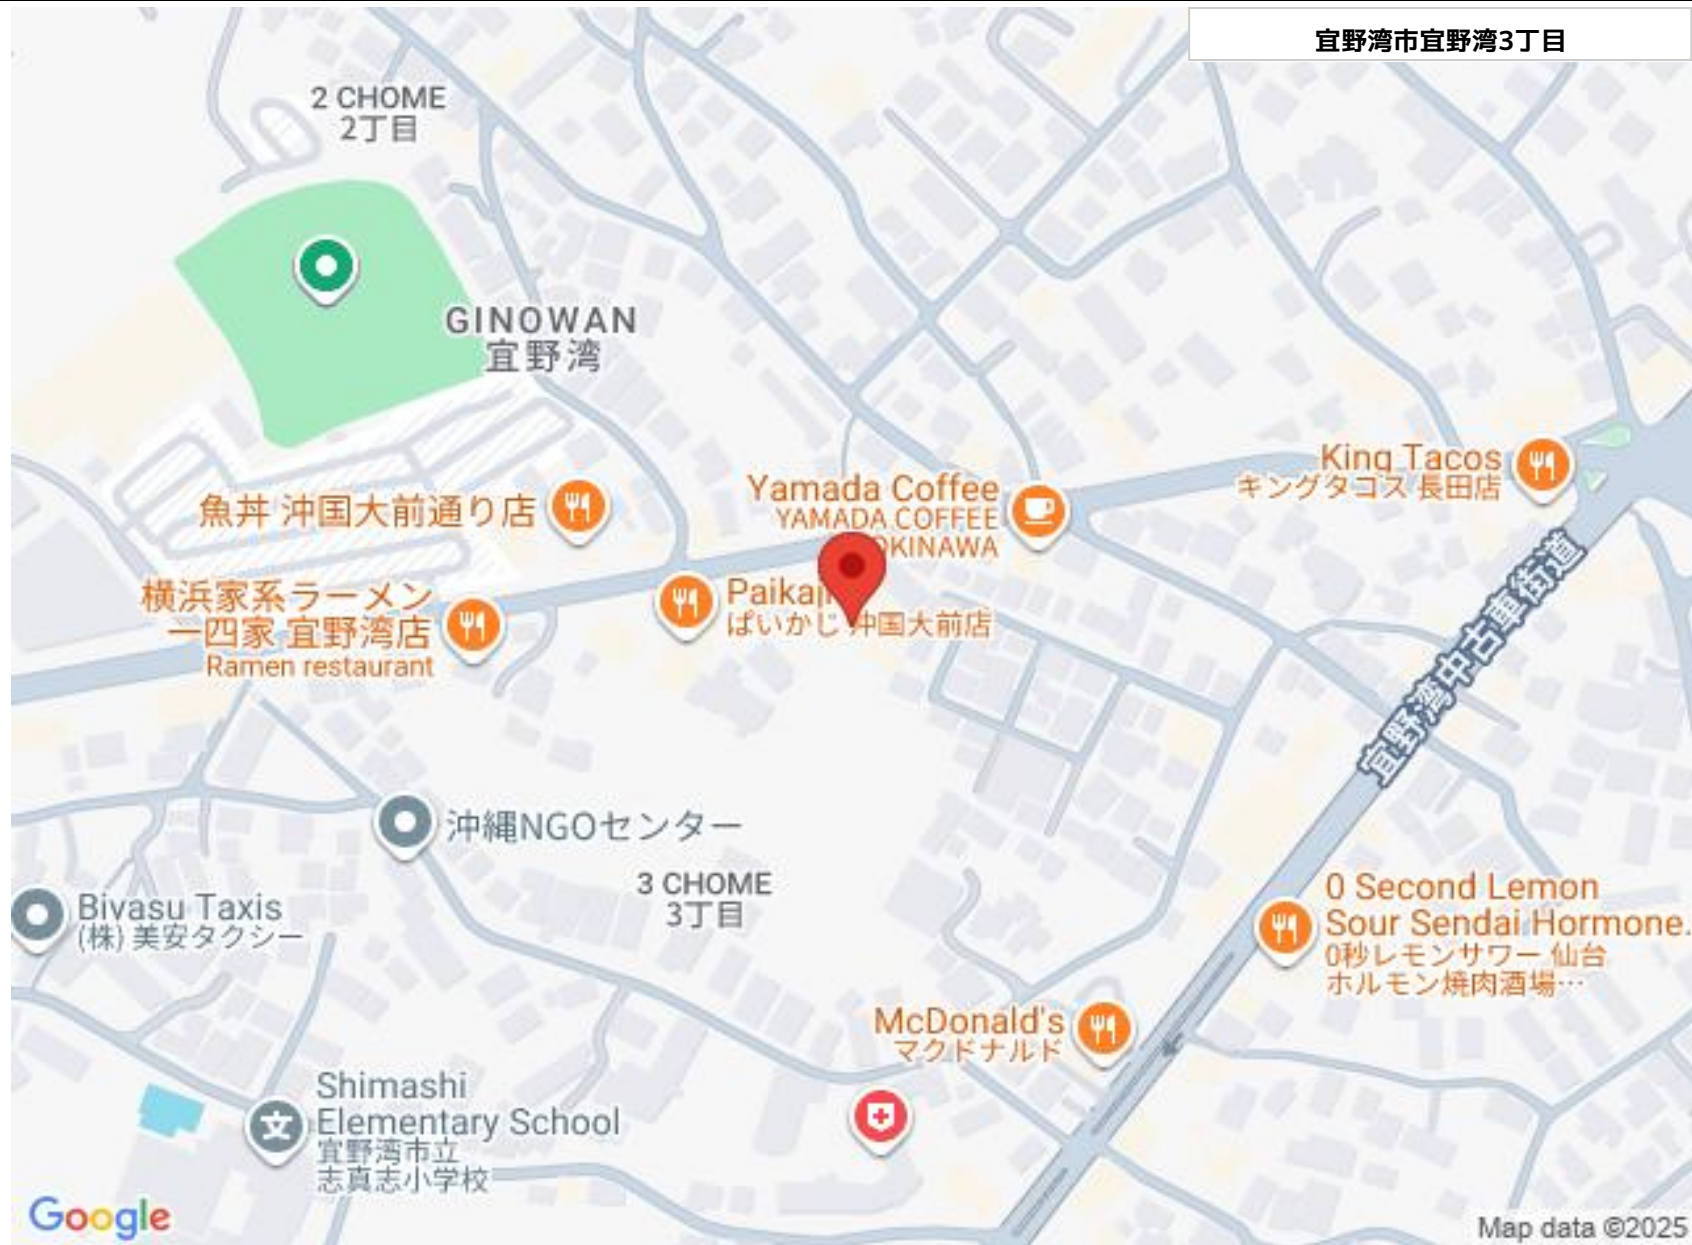 宜野湾市宜野湾3丁目
2 CHOME
2丁目
GINOWAN
宜野湾
King Tacos
キングタコス 長田店
Yamada Coffee
YAMADA COFFEE
OKINAWA
魚丼 沖国大前通り店
横浜家系ラーメン
一四家 宜野湾店
Ramen restaurant
Paikaji
ぱいかじ 沖国大前店
宜野湾中古車街道
沖縄NGOセンター
3 CHOME
3丁目
Bivasu Taxis
(株) 美安タクシー
0 Second Lemon
Sour Sendai Hormone.
0秒レモンサワー 仙台
ホルモン焼肉酒場…
McDonald's
マクドナルド
Shimashi
Elementary School
宜野湾市立
志真志小学校
文
Google
Map data ©2025